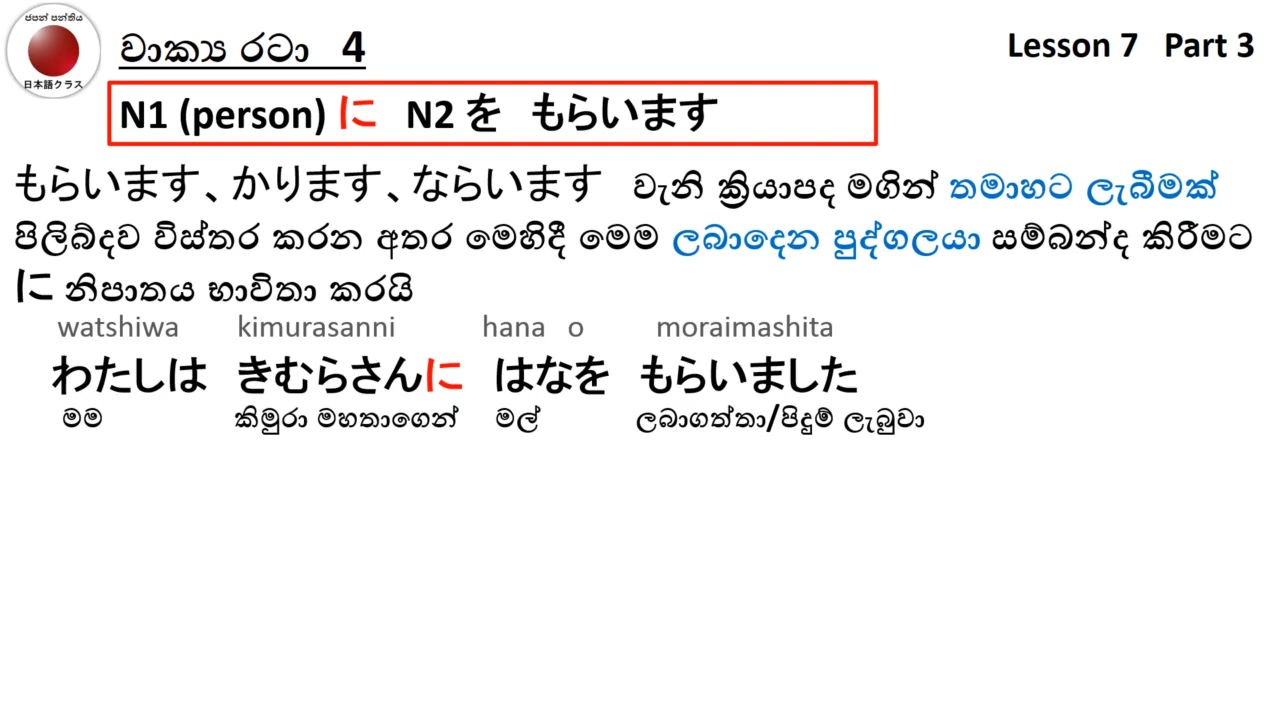 ජපන් පන්තිය
日本語クラス
වාක්‍ය රටා 4
Lesson 7 Part 3
N1 (person) に N2 を もらいます
もらいます、かります、ならいます වැනි ක්‍රියාපද මගින් තමාහට ලැබීමක්
පිලිබ්දව විස්තර කරන අතර මෙහිදී මෙම ලබාදෙන පුද්ගලයා සම්බන්ද කිරීමට
に නිපාතය භාවිතා කරයි
watshiwa kimurasanni hana o moraimashita
わたしは きむらさんに はなを もらいました
මම කිමුරා මහතාගෙන් මල් ලබාගත්තා/පිදුම් ලැබුවා